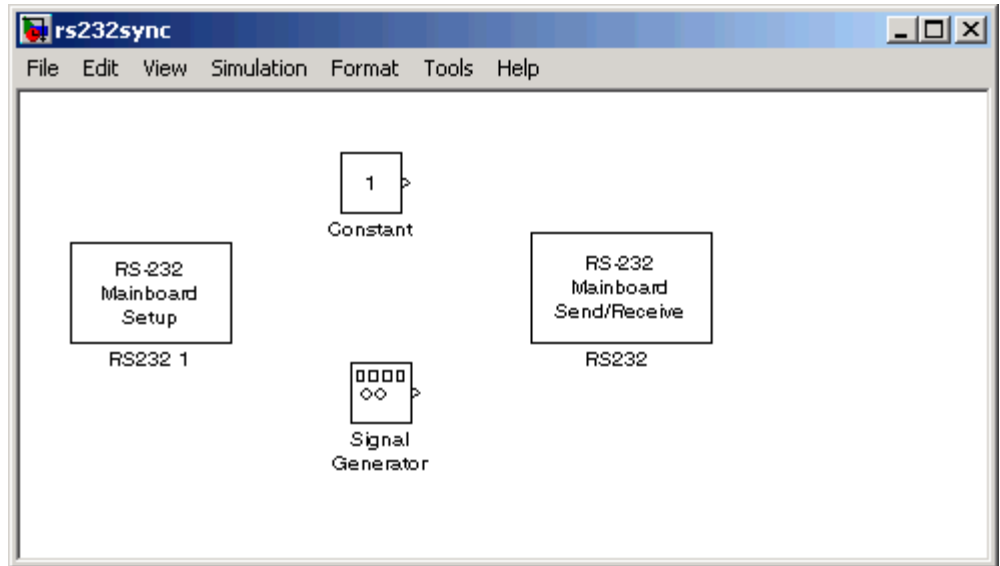 rs232sync
File Edit View Simulation Format Tools Help
1
Constant
RS-232
Mainboard
Setup
RS232 1
RS-232
Mainboard
Send/Receive
RS232
Signal
Generator